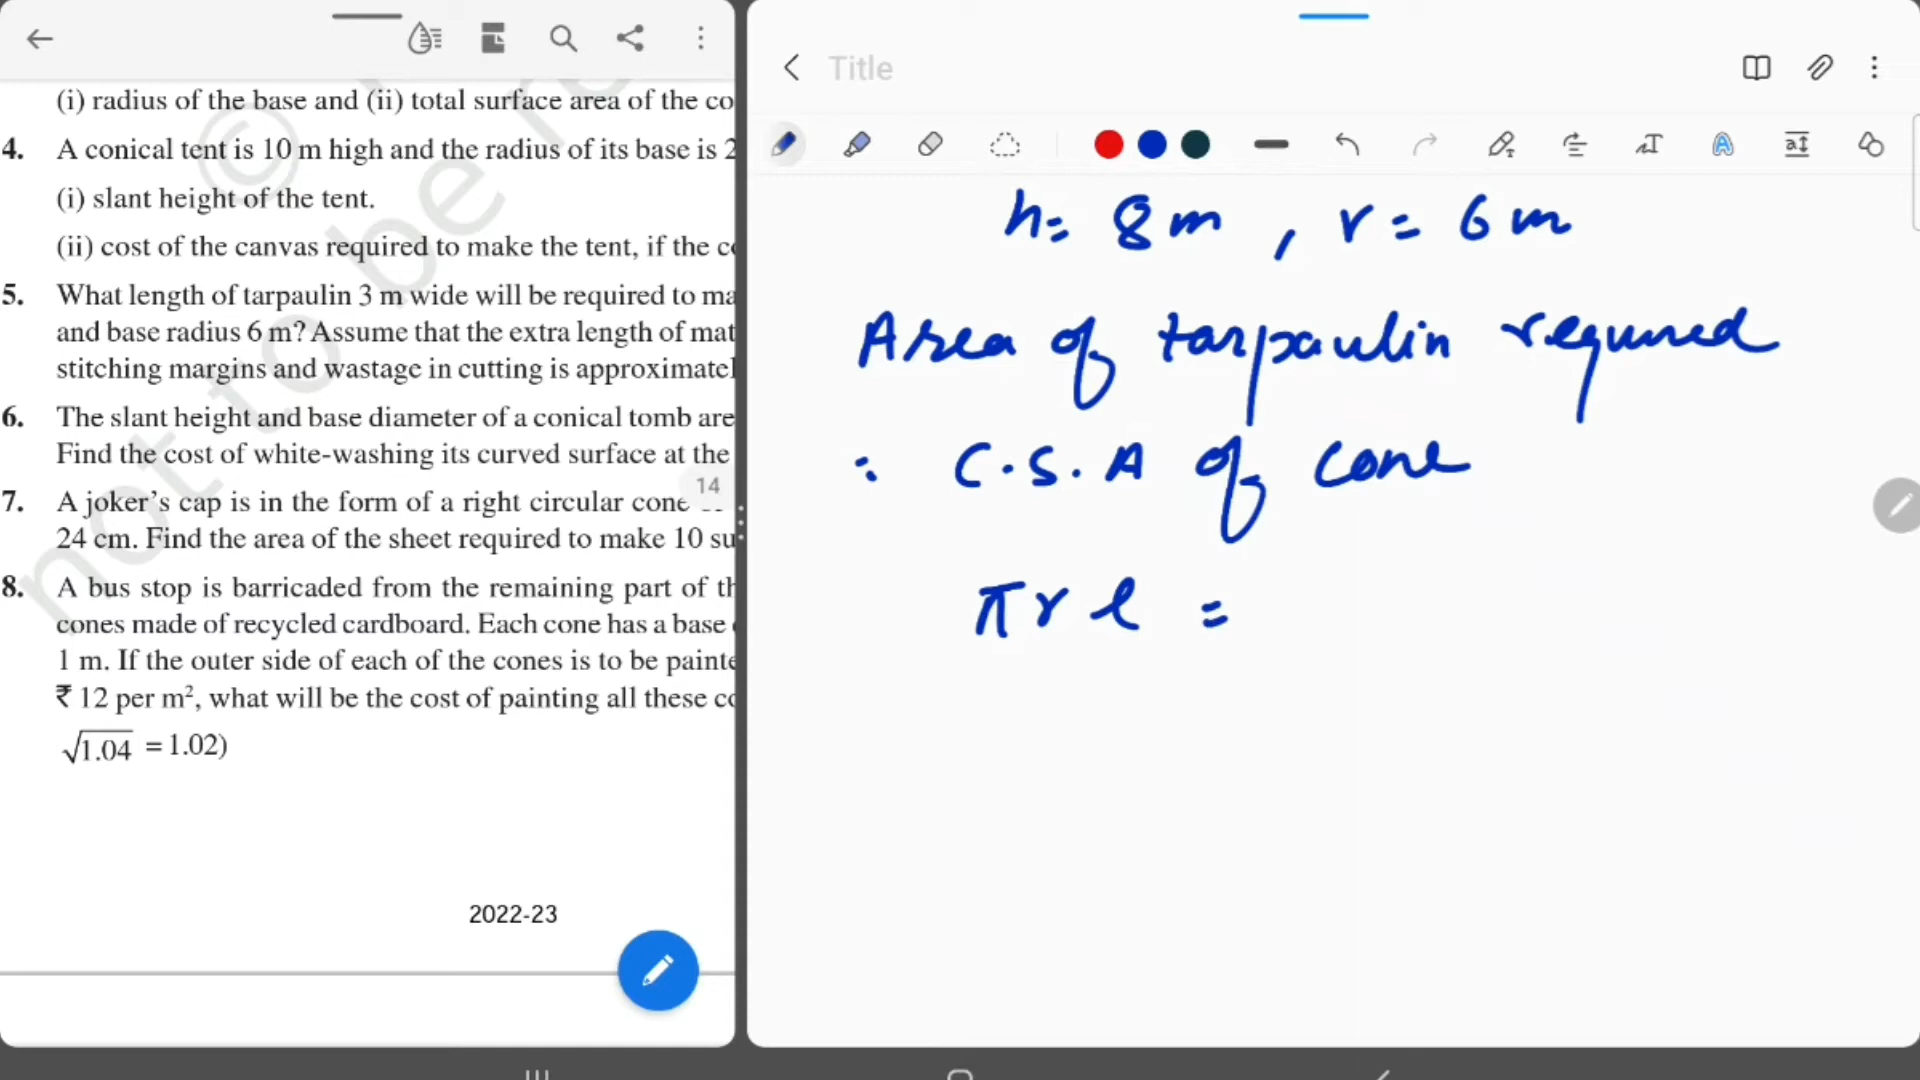 (i) radius of the base and (ii) total surface area of the co
4. A conical tent is 10 m high and the radius of its base is 2
(i) slant height of the tent.
(ii) cost of the canvas required to make the tent, if the c
5. What length of tarpaulin 3 m wide will be required to ma
and base radius 6 m? Assume that the extra length of mat
stitching margins and wastage in cutting is approximatel
6. The slant height and base diameter of a conical tomb are
Find the cost of white-washing its curved surface at the
14
7. A joker's cap is in the form of a right circular cone
24 cm. Find the area of the sheet required to make 10 su
8. A bus stop is barricaded from the remaining part of th
cones made of recycled cardboard. Each cone has a base
1 m. If the outer side of each of the cones is to be painte
₹ 12 per m², what will be the cost of painting all these co
√1.04 = 1.02)
2022-23
© 
not to be re
Title
h= 8m , r = 6m
Area of tarpaulin required
= C.S.A of cone
πrl =